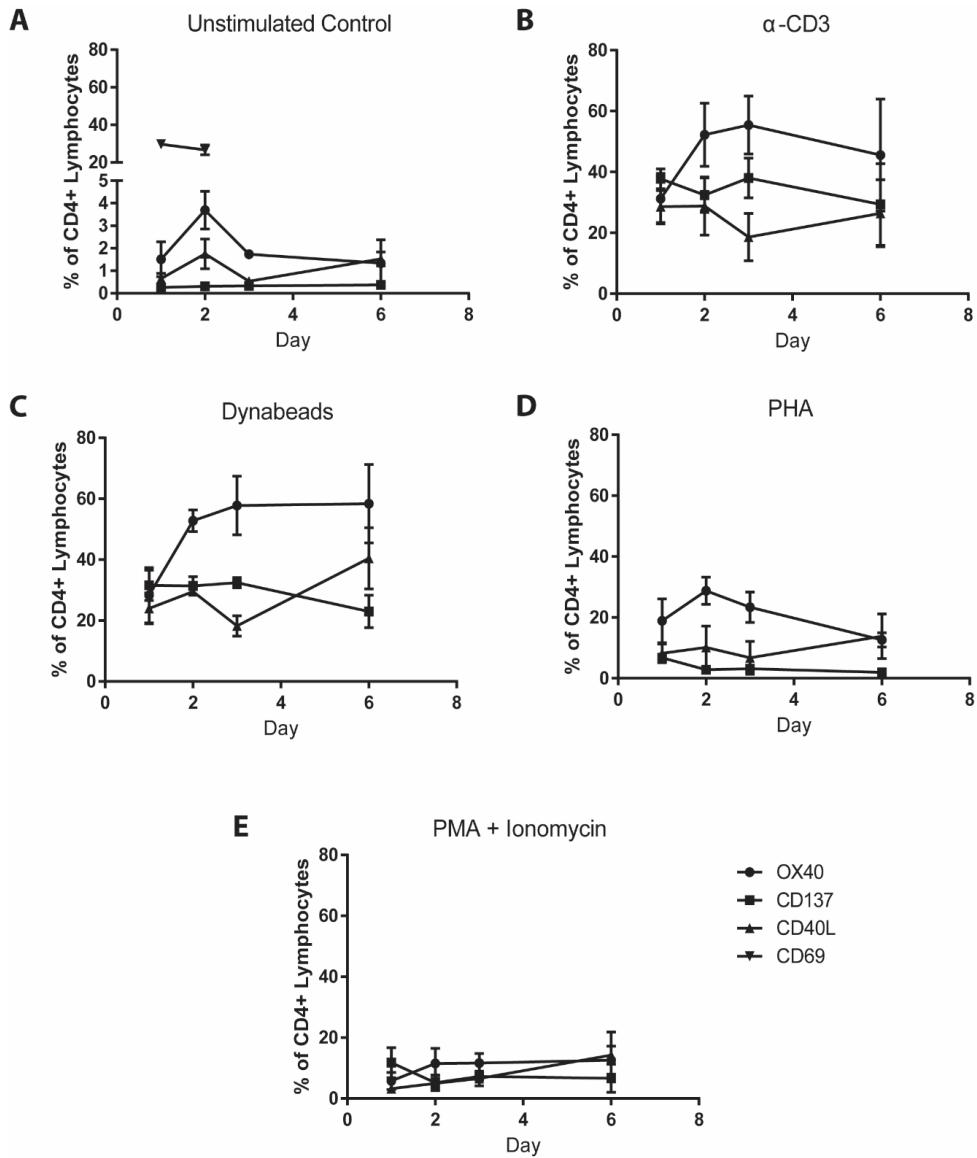 A
Unstimulated Control
% of CD4+ Lymphocytes
80
60
40
20
5
4
3
2
1
0
0 2 4 6 8
Day
B
α-CD3
% of CD4+ Lymphocytes
80
60
40
20
0
0 2 4 6 8
Day
C
Dynabeads
% of CD4+ Lymphocytes
80
60
40
20
0
0 2 4 6 8
Day
D
PHA
% of CD4+ Lymphocytes
80
60
40
20
0
0 2 4 6 8
Day
E
PMA + Ionomycin
% of CD4+ Lymphocytes
80
60
40
20
0
0 2 4 6 8
Day
OX40
CD137
CD40L
CD69